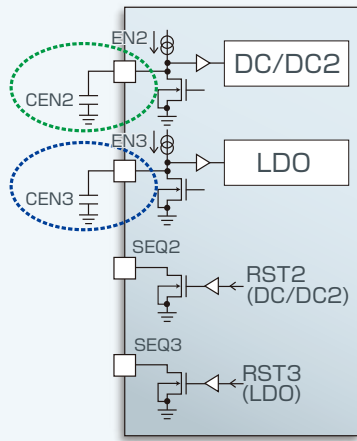 EN2
DC/DC2
CEN2
EN3
LDO
CEN3
SEQ2
RST2
(DC/DC2)
SEQ3
RST3
(LDO)